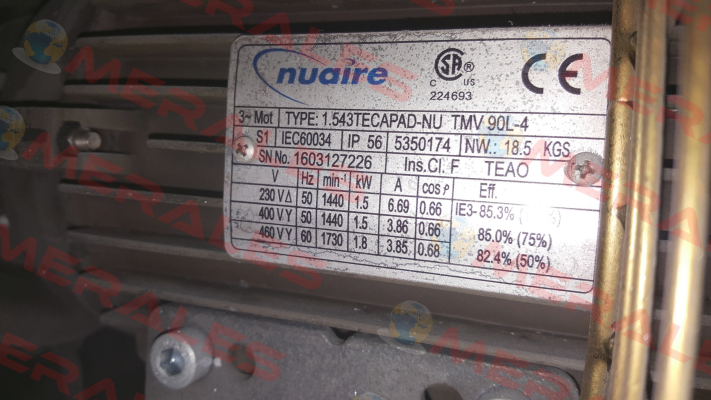 nuaire
SA ®
C US
224693
CE
3~ Mot TYPE: 1.543TECAPAD-NU TMV 90L-4
S1 IEC60034 IP 56 5350174 NW.: 18.5 KGS
SN No. 1603127226 Ins.Cl. F TEAO
V Hz min-1 kW A cos ρ Eff.
230 V∆ 50 1440 1.5 6.69 0.66 IE3- 85.3%
400 V Y 50 1440 1.5 3.86 0.66 85.0% (75%)
460 V Y 60 1730 1.8 3.85 0.68 82.4% (50%)
MERALES